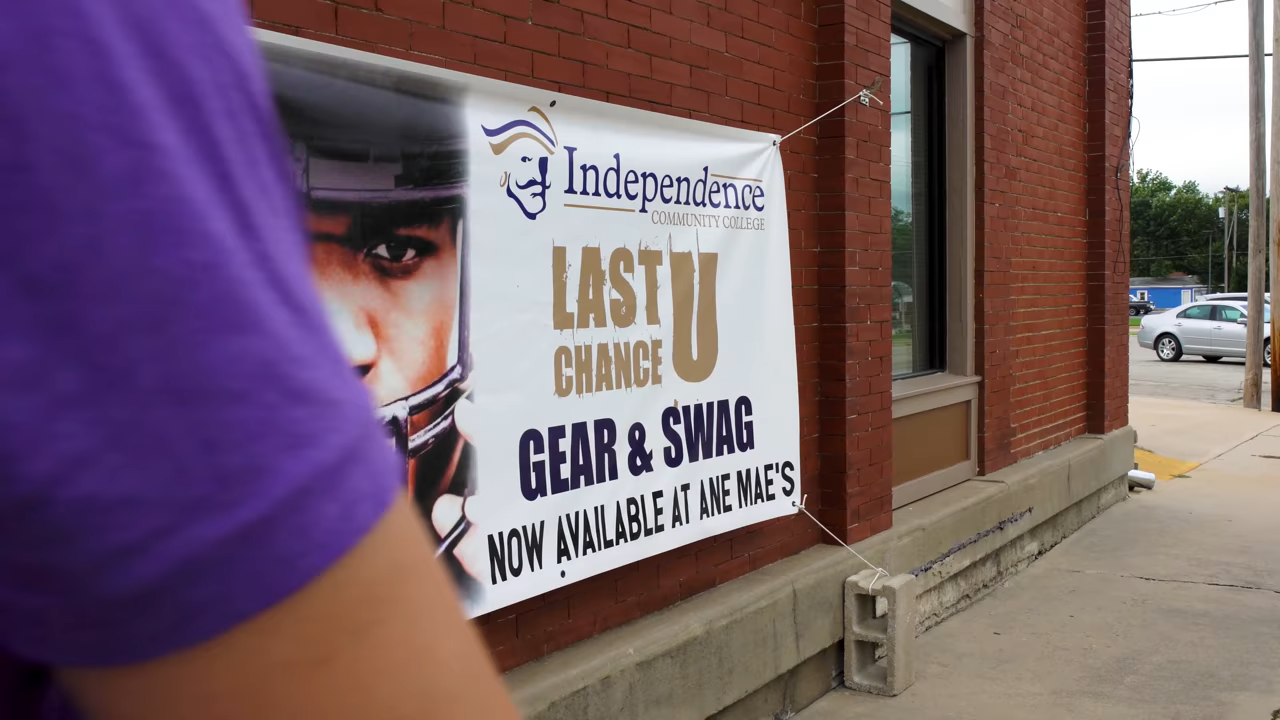 Independence
COMMUNITY COLLEGE
LAST U
CHANCE
GEAR & SWAG
NOW AVAILABLE AT ANE MAE'S